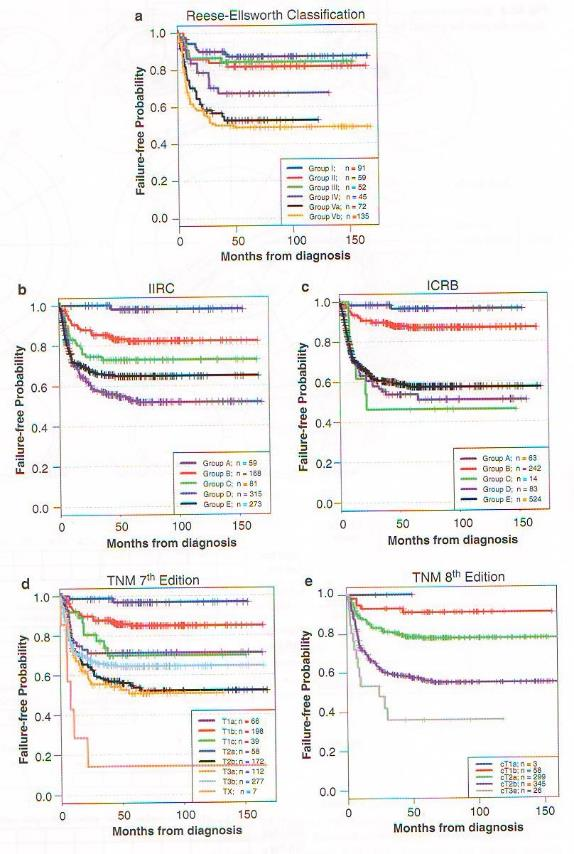 a
Reese-Ellsworth Classification
Failure-free Probability
1.0
0.8
0.6
0.4
0.2
0.0
Group I; n = 91
Group II; n = 59
Group III; n = 52
Group IV; n = 45
Group Va; n = 72
Group Vb; n =135
0 50 100 150
Months from diagnosis
b
IIRC
Failure-free Probability
1.0
0.8
0.6
0.4
0.2
0.0
Group A; n = 59
Group B; n = 168
Group C; n = 81
Group D; n = 315
Group E; n = 273
0 50 100 150
Months from diagnosis
c
ICRB
Failure-free Probability
1.0
0.8
0.6
0.4
0.2
0.0
Group A; n = 63
Group B; n = 242
Group C; n = 14
Group D; n = 83
Group E; n = 524
0 50 100 150
Months from diagnosis
d
TNM 7th Edition
Failure-free Probability
1.0
0.8
0.6
0.4
0.2
0.0
T1a; n = 66
T1b; n = 198
T1c; n = 39
T2a; n = 58
T2b; n = 172
T3a; n = 112
T3b; n = 277
TX; n = 7
0 50 100 150
Months from diagnosis
e
TNM 8th Edition
Failure-free Probability
1.0
0.8
0.6
0.4
0.2
0.0
cT1a; n = 3
cT1b; n = 56
cT2a; n = 299
cT2b; n = 346
cT3e; n = 26
0 50 100 150
Months from diagnosis